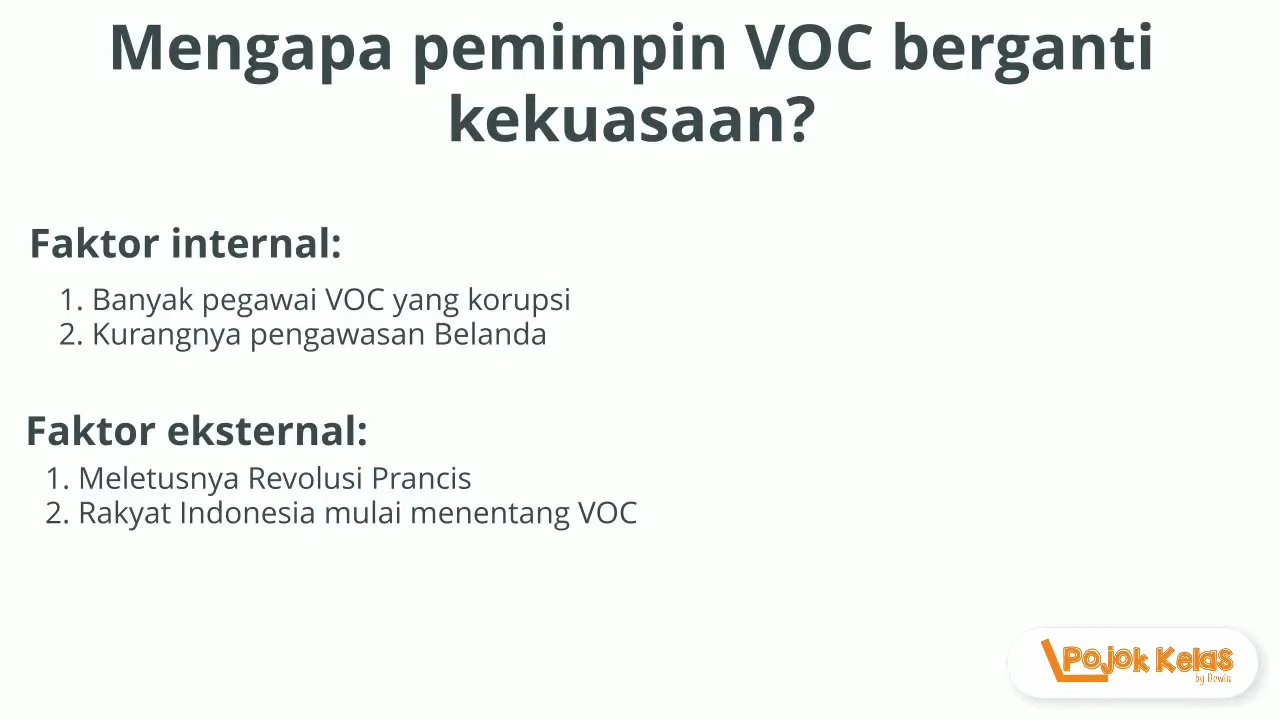 Mengapa pemimpin VOC berganti
kekuasaan?
Faktor internal:
1. Banyak pegawai VOC yang korupsi
2. Kurangnya pengawasan Belanda
Faktor eksternal:
1. Meletusnya Revolusi Prancis
2. Rakyat Indonesia mulai menentang VOC
Pojok Kelas
by Dewia